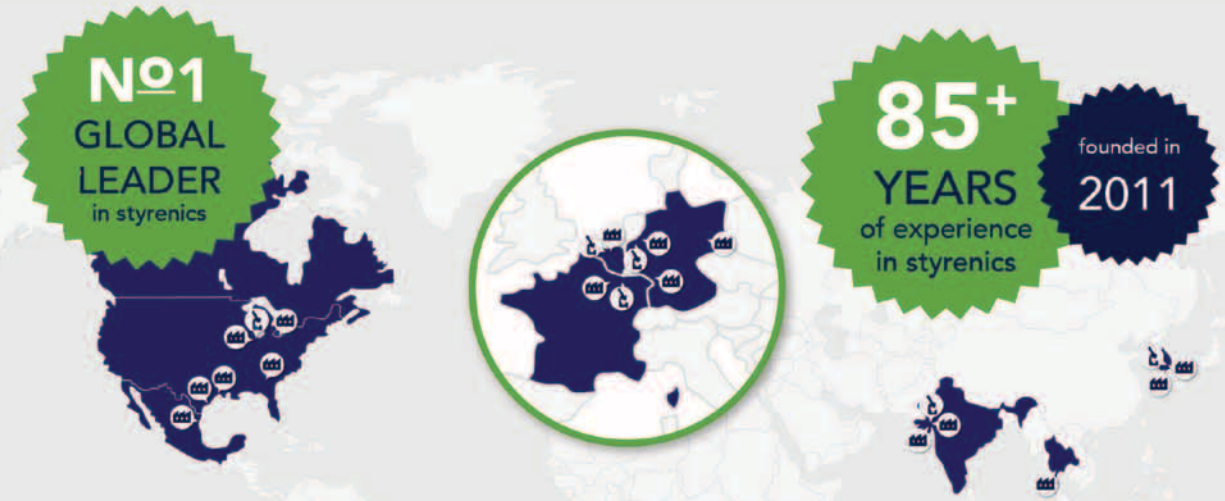 Nº1
GLOBAL
LEADER
in styrenics
85+
YEARS
of experience
in styrenics
founded in
2011